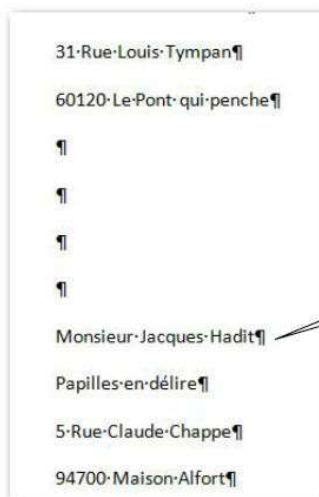 31·Rue·Louis·Tympan¶
60120·Le·Pont·qui·penche¶
¶
¶
¶
¶
Monsieur·Jacques·Hadit¶
Papilles·en·délire¶
5·Rue·Claude·Chappe¶
94700·Maison·Alfort¶